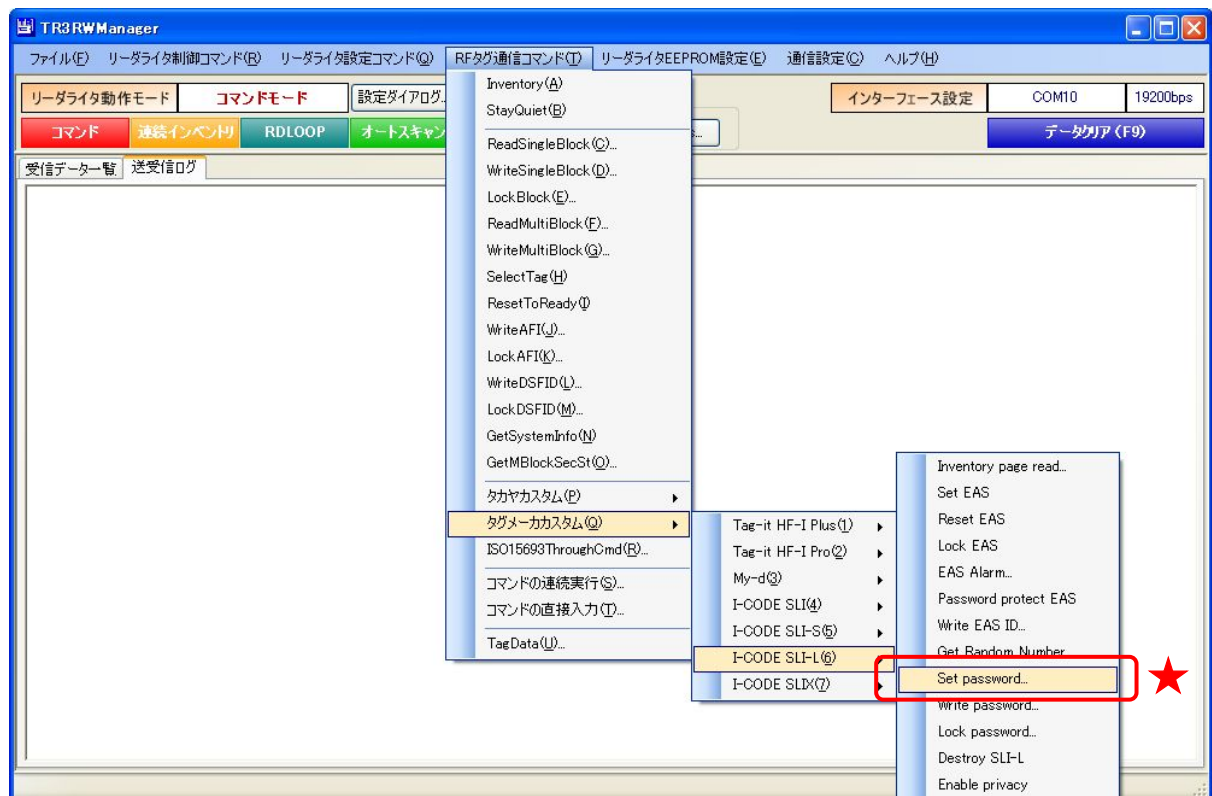 TR3RWManager
ファイル(F) リーダライタ制御コマンド(R) リーダライタ設定コマンド(Q) RFタグ通信コマンド(T) リーダライタEEPROM設定(E) 通信設定(C) ヘルプ(H)
リーダライタ動作モード コマンドモード 設定ダイアログ... インターフェース設定 COM10 19200bps
コマンド 連続インベントリ RDLOOP オートスキャン データクリア(F9)
受信データ一覧 送受信ログ
Inventory(A)
StayQuiet(B)
ReadSingleBlock(C)...
WriteSingleBlock(D)...
LockBlock(E)...
ReadMultiBlock(F)...
WriteMultiBlock(G)...
SelectTag(H)
ResetToReady(I)
WriteAFI(J)...
LockAFI(K)...
WriteDSFID(L)...
LockDSFID(M)...
GetSystemInfo(N)
GetMBlockSecSt(O)...
タカヤカスタム(P)
タグメーカカスタム(Q)
ISO15693ThroughCmd(R)...
コマンドの連続実行(S)...
コマンドの直接入力(T)...
TagData(U)...
Tag-it HF-I Plus(1)
Tag-it HF-I Pro(2)
My-d(3)
I-CODE SLI(4)
I-CODE SLI-S(5)
I-CODE SLI-L(6)
I-CODE SLIX(7)
Inventory page read...
Set EAS
Reset EAS
Lock EAS
EAS Alarm...
Password protect EAS
Write EAS ID...
Get Random Number
Set password...
Write password...
Lock password...
Destroy SLI-L
Enable privacy